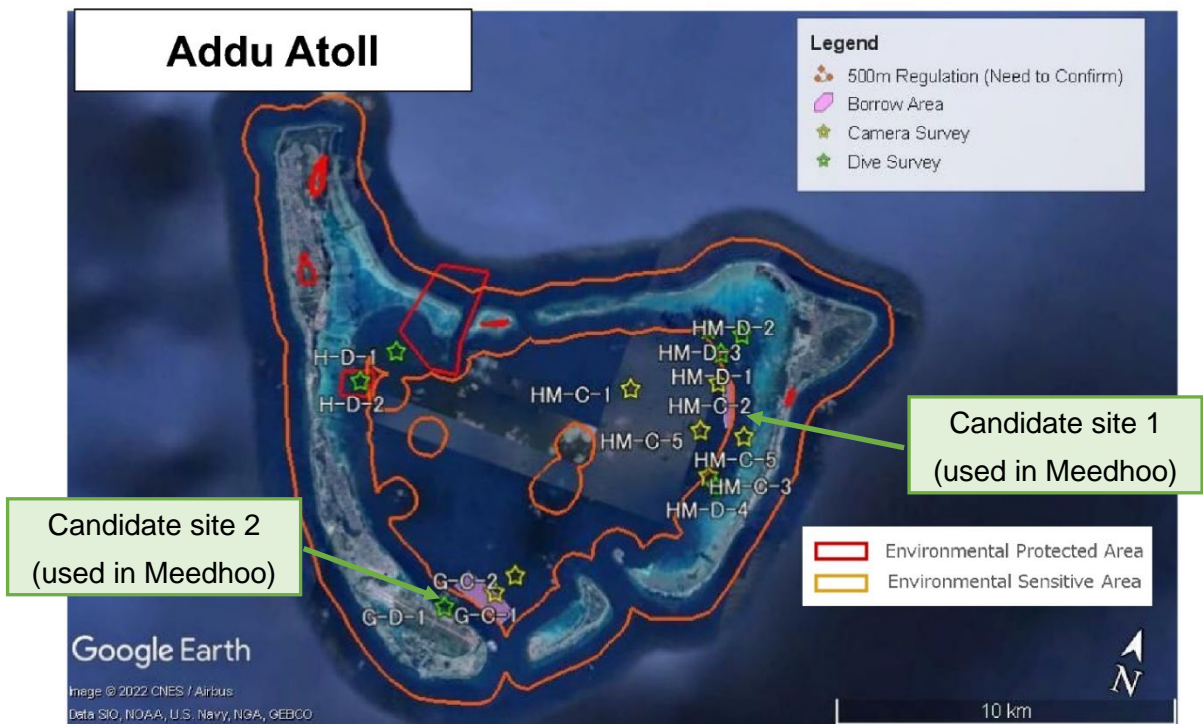 Addu Atoll
Legend
500m Regulation (Need to Confirm)
Borrow Area
Camera Survey
Dive Survey
HM-D-2
H-D-1
HM-D-3
HM-D-1
HM-C-1
H-D-2
HM-C-2
Candidate site 1
(used in Meedhoo)
HM-C-5
HM-C-5
HM-C-3
HM-D-4
Candidate site 2
(used in Meedhoo)
Environmental Protected Area
Environmental Sensitive Area
G-C-2
G-D-1
G-C-1
Google Earth
Image © 2022 CNES / Airbus
Data SIO, NOAA, U.S. Navy, NGA, GEBCO
N
10 km